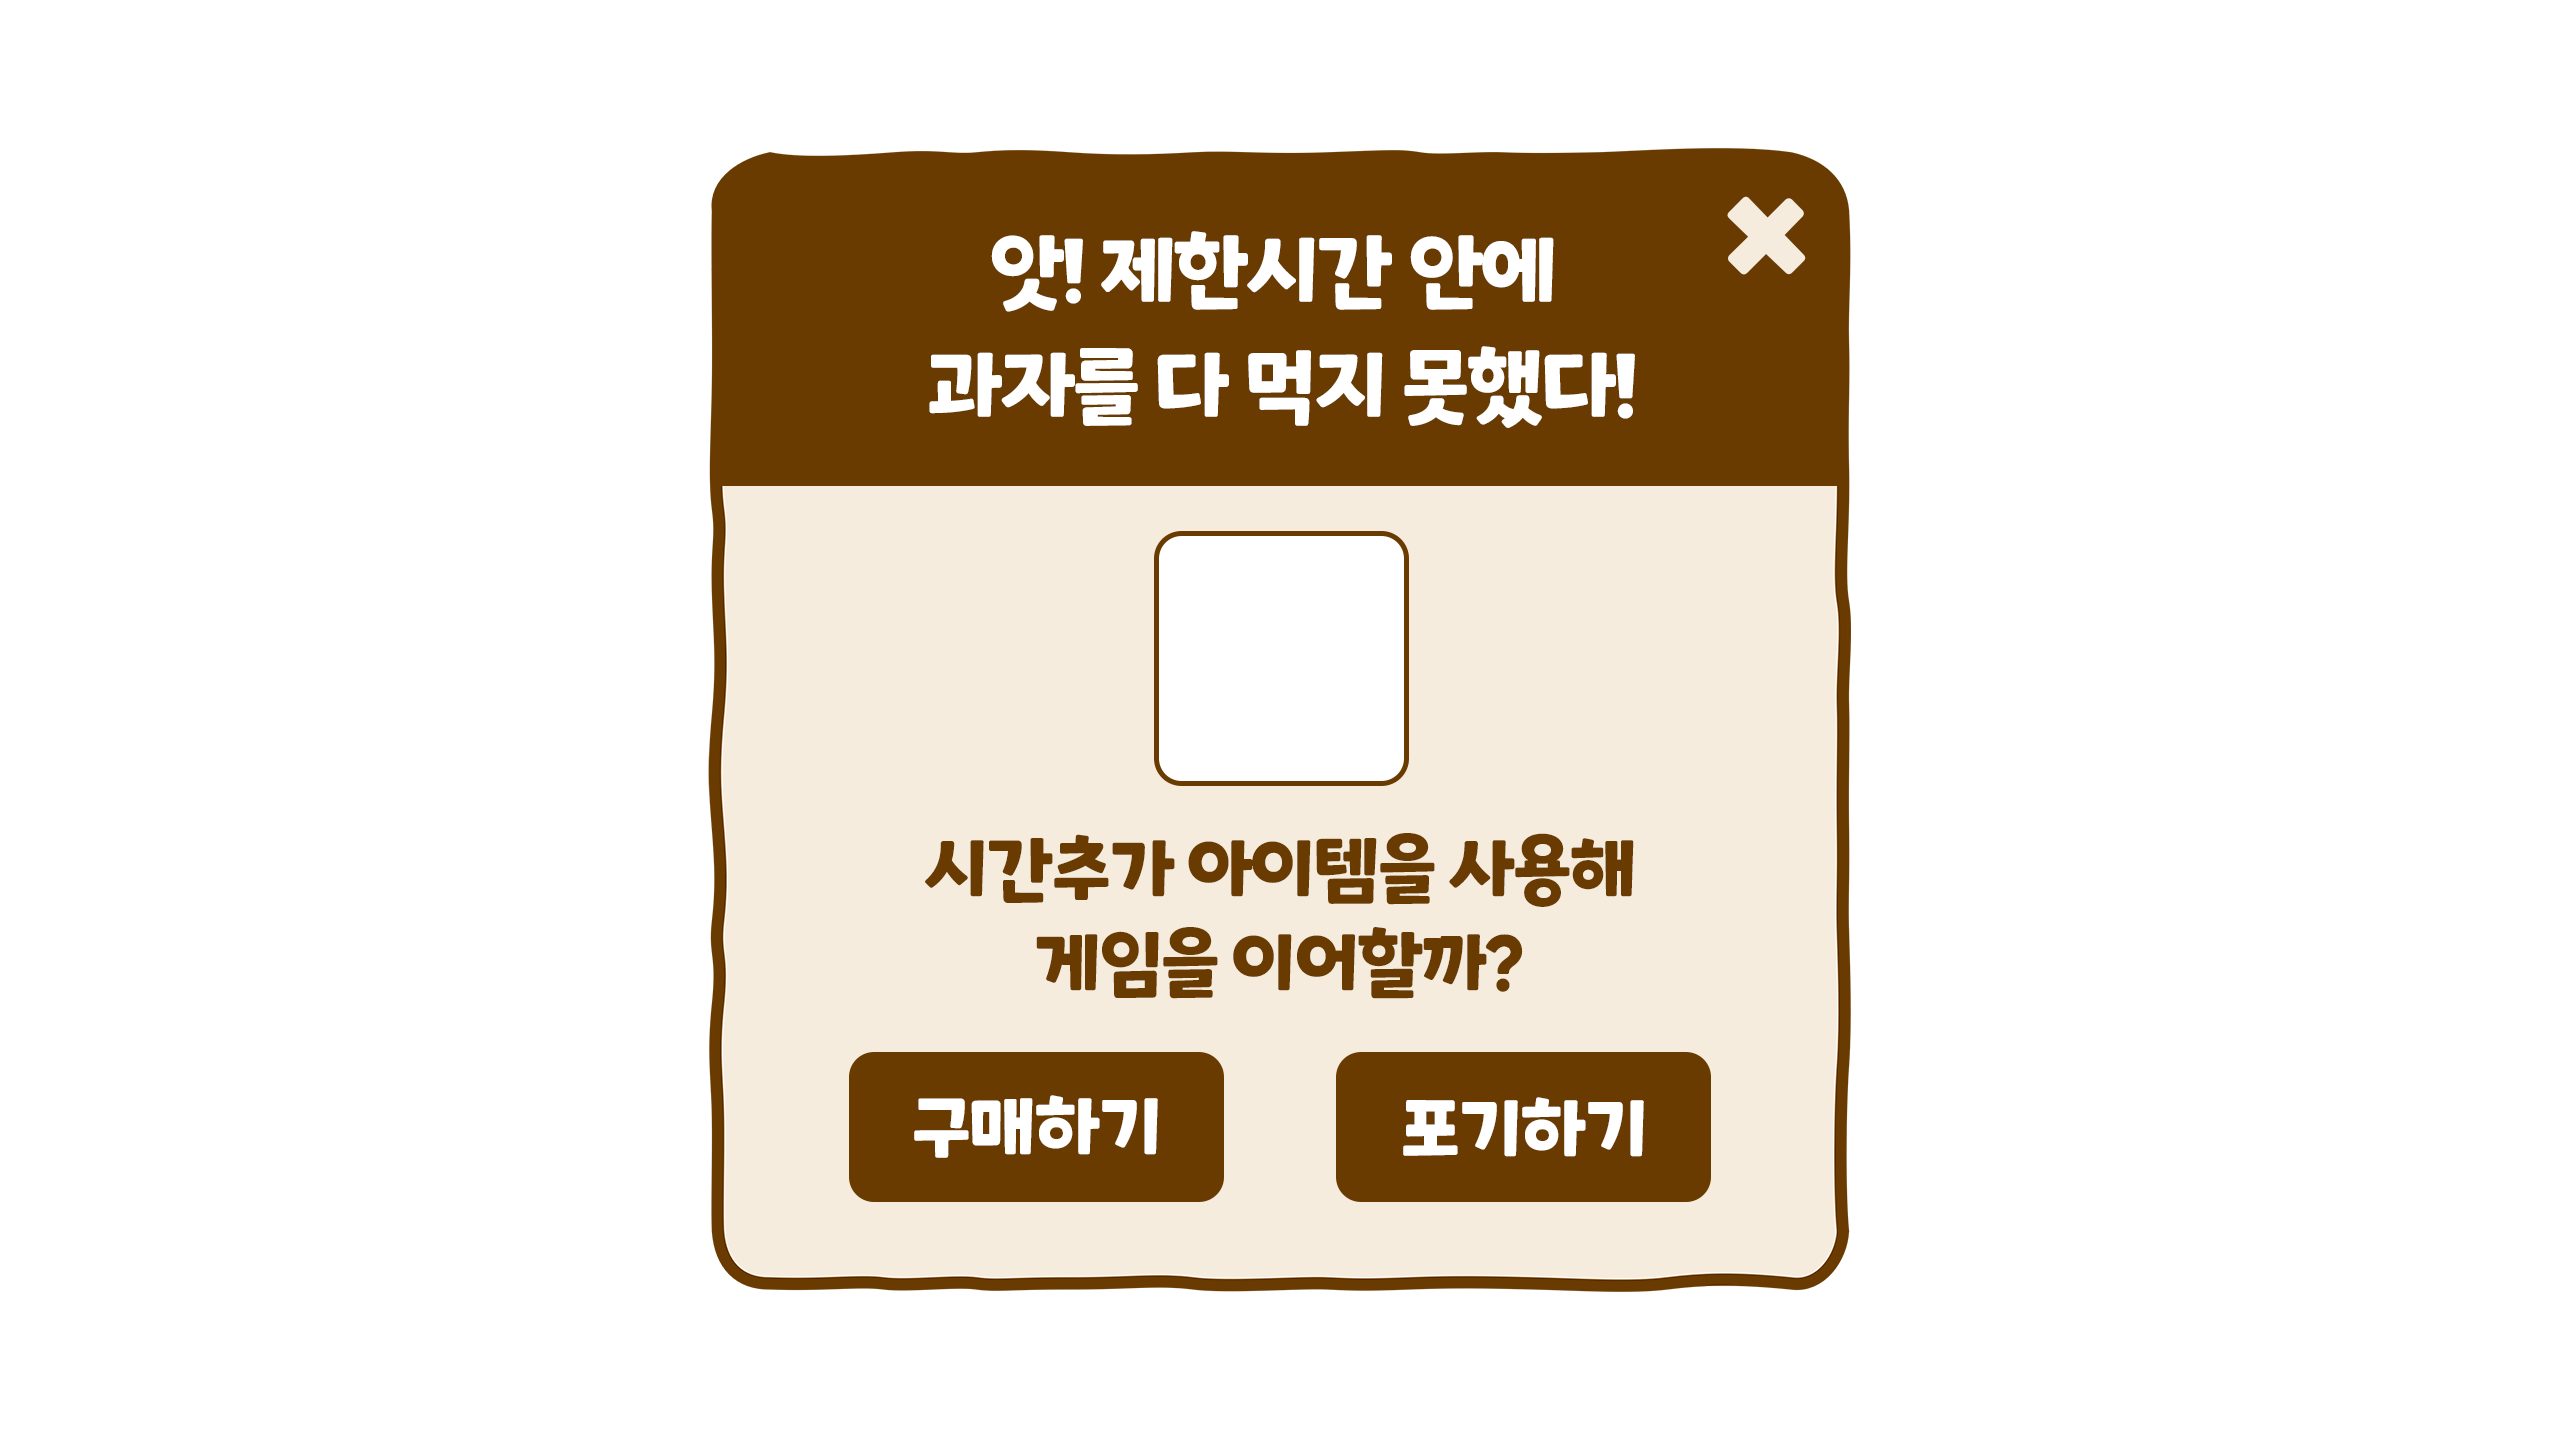 앗! 제한시간 안에
과자를 다 먹지 못했다!
시간추가 아이템을 사용해
게임을 이어할까?
구매하기
포기하기